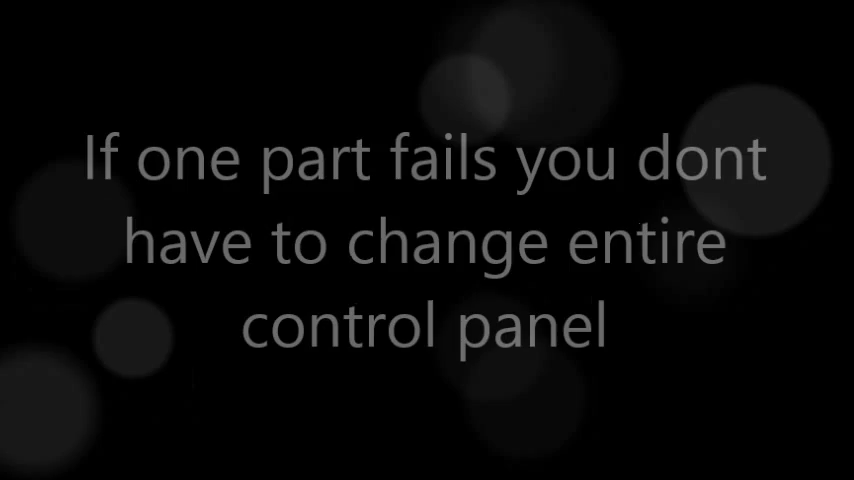 If one part fails you dont
have to change entire
control panel